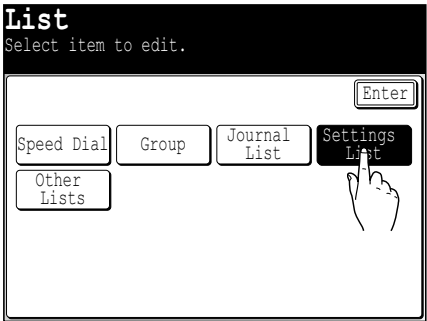 List
Select item to edit.
Enter
Speed Dial
Group
Journal
List
Settings
List
Other
Lists